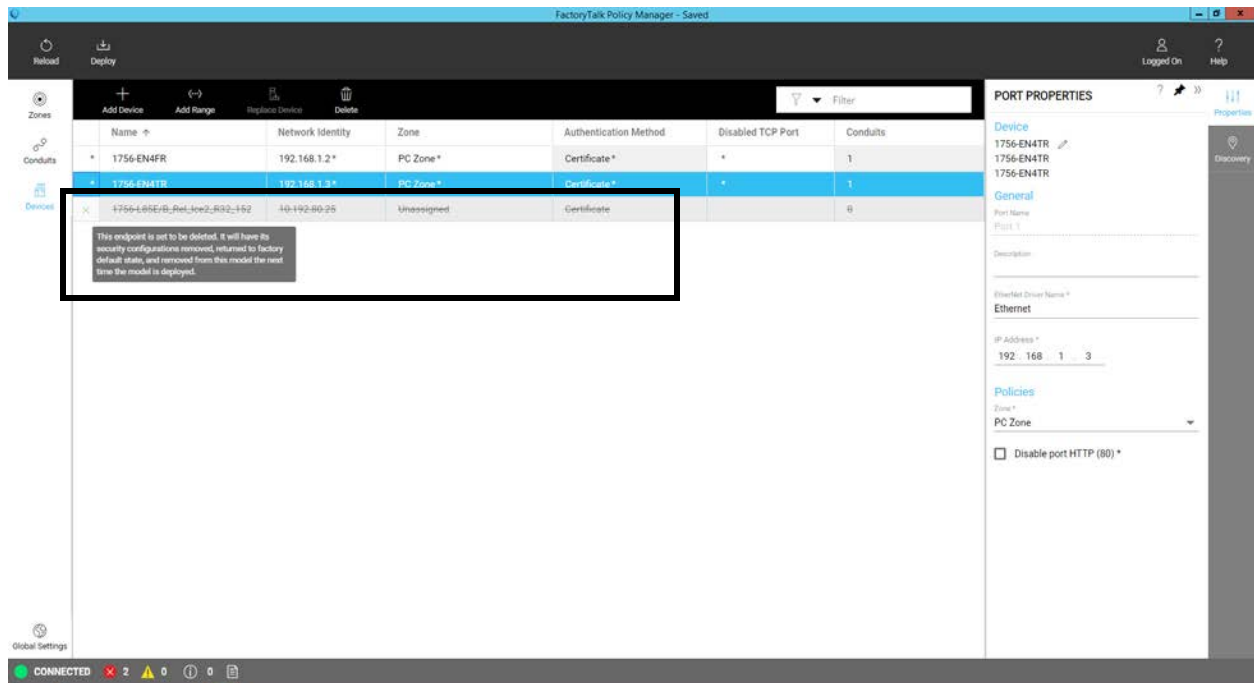 FactoryTalk Policy Manager - Saved
Reload
Deploy
Logged On
Help
Zones
Conduits
Devices
Global Settings
Add Device
Add Range
Replace Device
Delete
Filter
Name Network Identity Zone Authentication Method Disabled TCP Port Conduits
* 1756-EN4FR 192.168.1.2* PC Zone* Certificate* * 1
* 1756-EN4TR 192.168.1.3* PC Zone* Certificate* * 1
1756-L85E/B_Rel_Ice2_R32_152 10.192.80.25 Unassigned Certificate 0
This endpoint is set to be deleted. It will have its
security configurations removed, returned to factory
default state, and removed from this model the next
time the model is deployed.
PORT PROPERTIES
?
Properties
Discovery
Device
1756-EN4TR
1756-EN4TR
1756-EN4TR
General
Port Name
Port 1
Description
EtherNet Driver Name *
Ethernet
IP Address *
192 . 168 . 1 . 3
Policies
Zone *
PC Zone
Disable port HTTP (80) *
CONNECTED 2 0 0